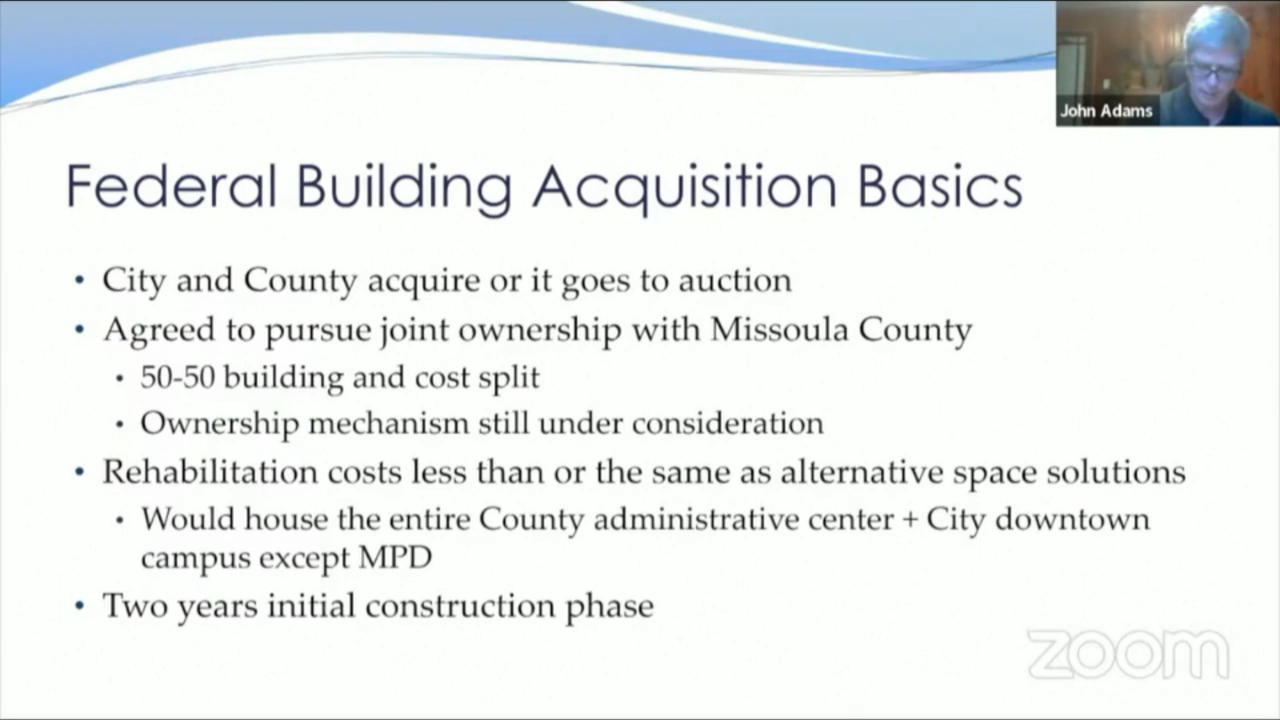 John Adams
Federal Building Acquisition Basics
• City and County acquire or it goes to auction
• Agreed to pursue joint ownership with Missoula County
• 50-50 building and cost split
• Ownership mechanism still under consideration
• Rehabilitation costs less than or the same as alternative space solutions
• Would house the entire County administrative center + City downtown
campus except MPD
• Two years initial construction phase
zoom